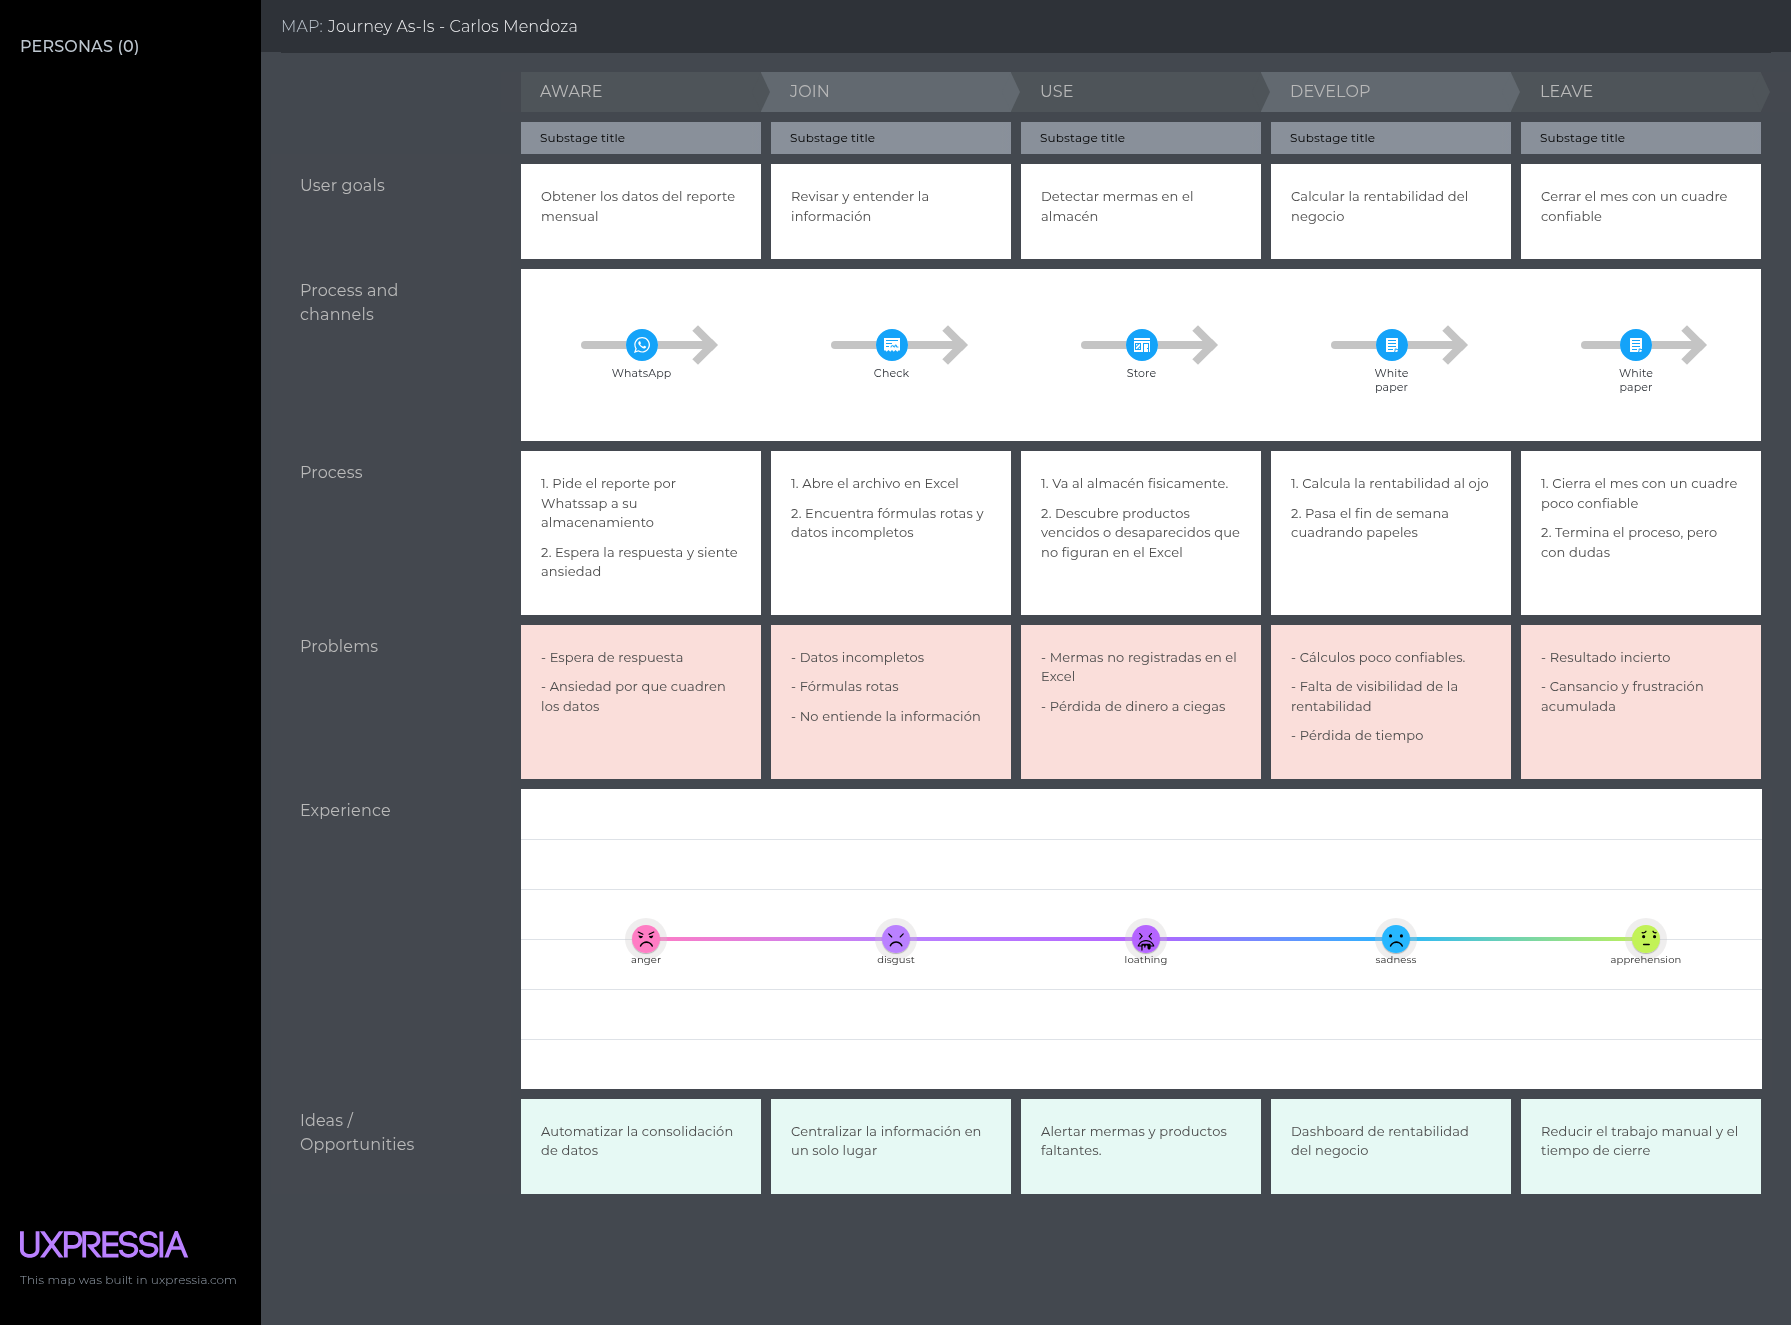 PERSONAS (0)
MAP: Journey As-Is - Carlos Mendoza
AWARE
JOIN
USE
DEVELOP
LEAVE
Substage title
Substage title
Substage title
Substage title
Substage title
User goals
Obtener los datos del reporte
mensual
Revisar y entender la
información
Detectar mermas en el
almacén
Calcular la rentabilidad del
negocio
Cerrar el mes con un cuadre
confiable
Process and
channels
WhatsApp
Check
Store
White
paper
White
paper
Process
1. Pide el reporte por
Whatssap a su
almacenamiento
2. Espera la respuesta y siente
ansiedad
1. Abre el archivo en Excel
2. Encuentra fórmulas rotas y
datos incompletos
1. Va al almacén fisicamente.
2. Descubre productos
vencidos o desaparecidos que
no figuran en el Excel
1. Calcula la rentabilidad al ojo
2. Pasa el fin de semana
cuadrando papeles
1. Cierra el mes con un cuadre
poco confiable
2. Termina el proceso, pero
con dudas
Problems
- Espera de respuesta
- Ansiedad por que cuadren
los datos
- Datos incompletos
- Fórmulas rotas
- No entiende la información
- Mermas no registradas en el
Excel
- Pérdida de dinero a ciegas
- Cálculos poco confiables.
- Falta de visibilidad de la
rentabilidad
- Pérdida de tiempo
- Resultado incierto
- Cansancio y frustración
acumulada
Experience
anger
disgust
loathing
sadness
apprehension
Ideas /
Opportunities
Automatizar la consolidación
de datos
Centralizar la información en
un solo lugar
Alertar mermas y productos
faltantes.
Dashboard de rentabilidad
del negocio
Reducir el trabajo manual y el
tiempo de cierre
UXPRESSIA
This map was built in uxpressia.com